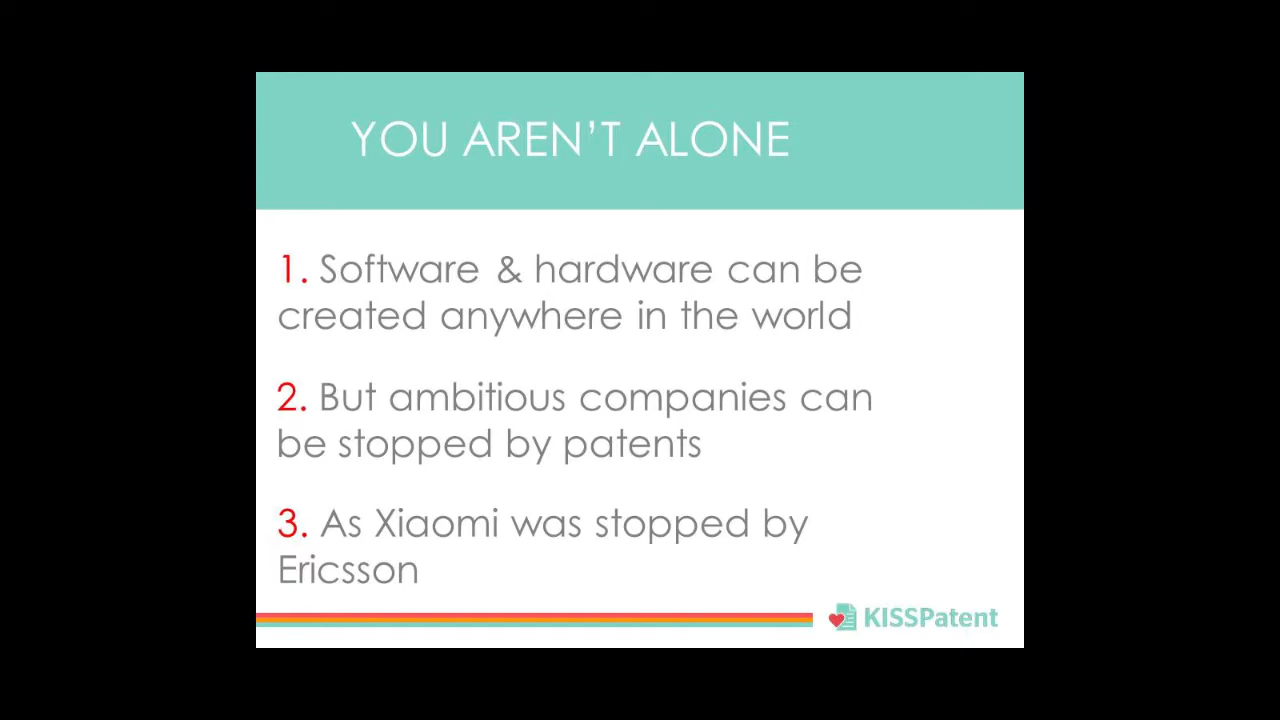 YOU AREN’T ALONE
1. Software & hardware can be
created anywhere in the world
2. But ambitious companies can
be stopped by patents
3. As Xiaomi was stopped by
Ericsson
KISSPatent